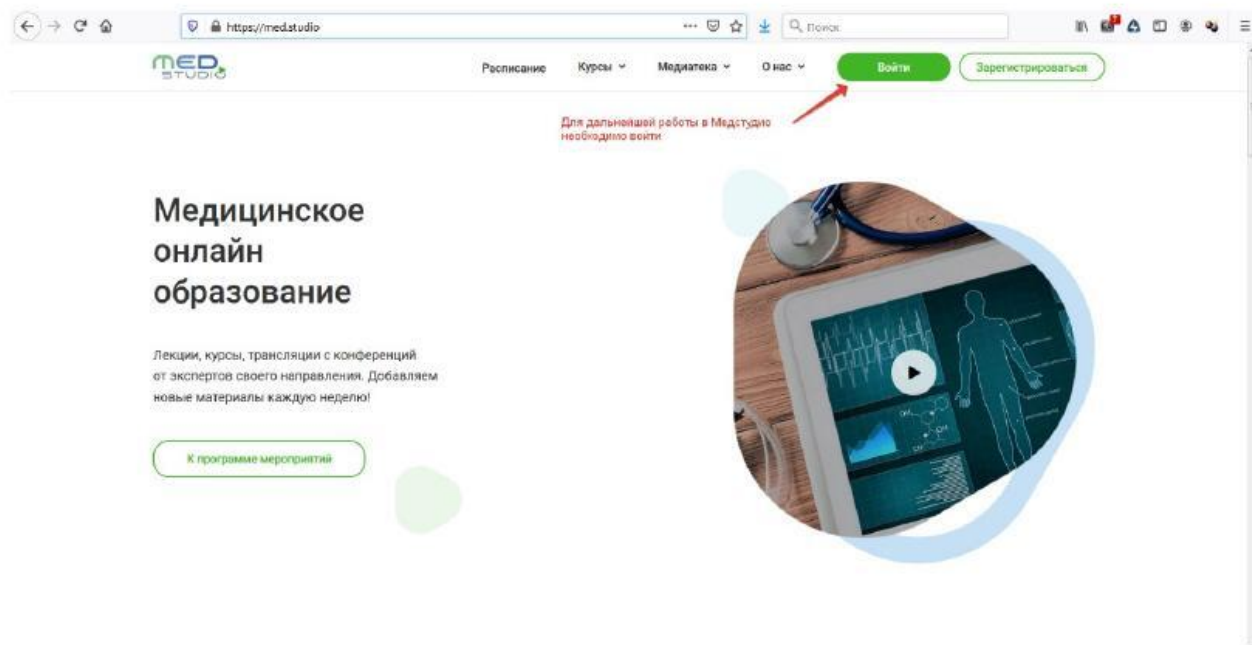 https://med.studio
Поиск
MED
STUDIO
Расписание
Курсы
Медиатека
О нас
Войти
Зарегистрироваться
Для дальнейшей работы в Медстудио
необходимо войти
Медицинское
онлайн
образование
Лекции, курсы, трансляции с конференций
от экспертов своего направления. Добавляем
новые материалы каждую неделю!
К программе мероприятий